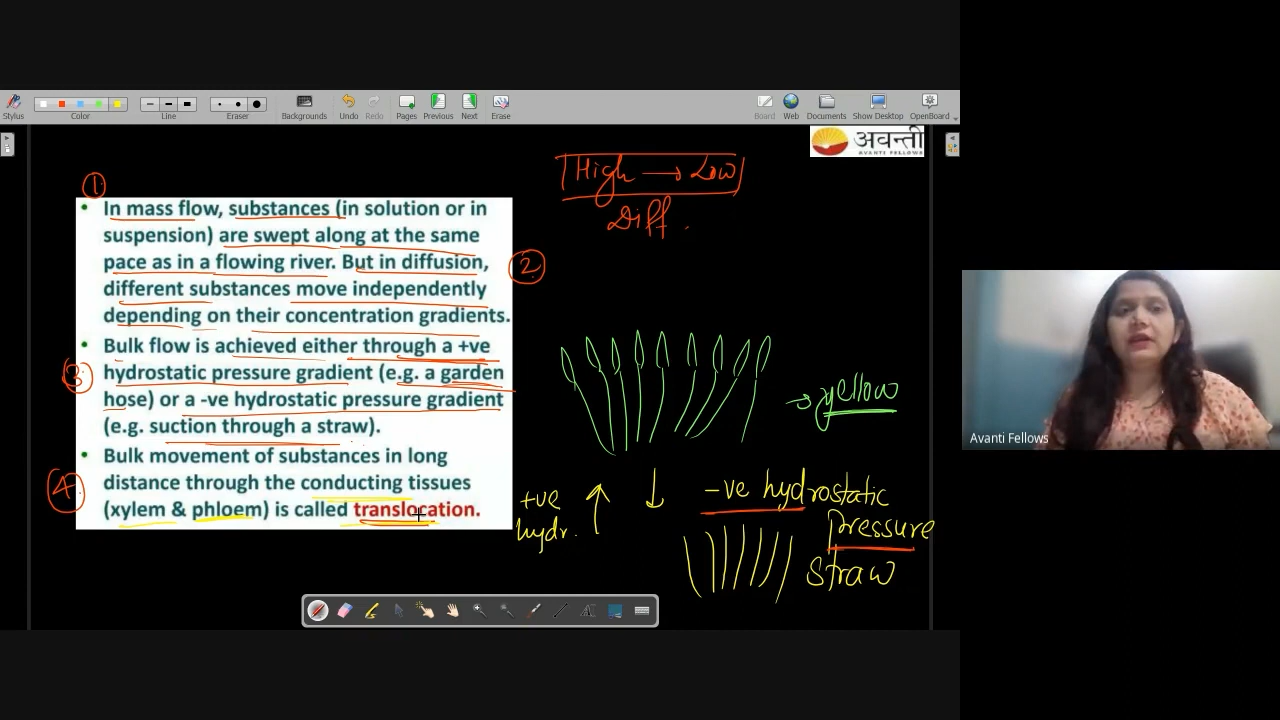 Stylus
Color
Line
Eraser
Backgrounds
Undo
Redo
Pages
Previous
Next
Erase
Board
Web
Documents
Show Desktop
OpenBoard
अवन्ती
AVANTI FELLOWS
High → Low
Diff.
1
• In mass flow, substances (in solution or in
suspension) are swept along at the same
pace as in a flowing river. But in diffusion,
2
different substances move independently
depending on their concentration gradients.
• Bulk flow is achieved either through a +ve
3
hydrostatic pressure gradient (e.g. a garden
hose) or a -ve hydrostatic pressure gradient
(e.g. suction through a straw).
• Bulk movement of substances in long
4
distance through the conducting tissues
(xylem & phloem) is called translocation.
→ yellow
+ve
hydr. ↑
↓
-ve hydrostatic
pressure
straw
Avanti Fellows